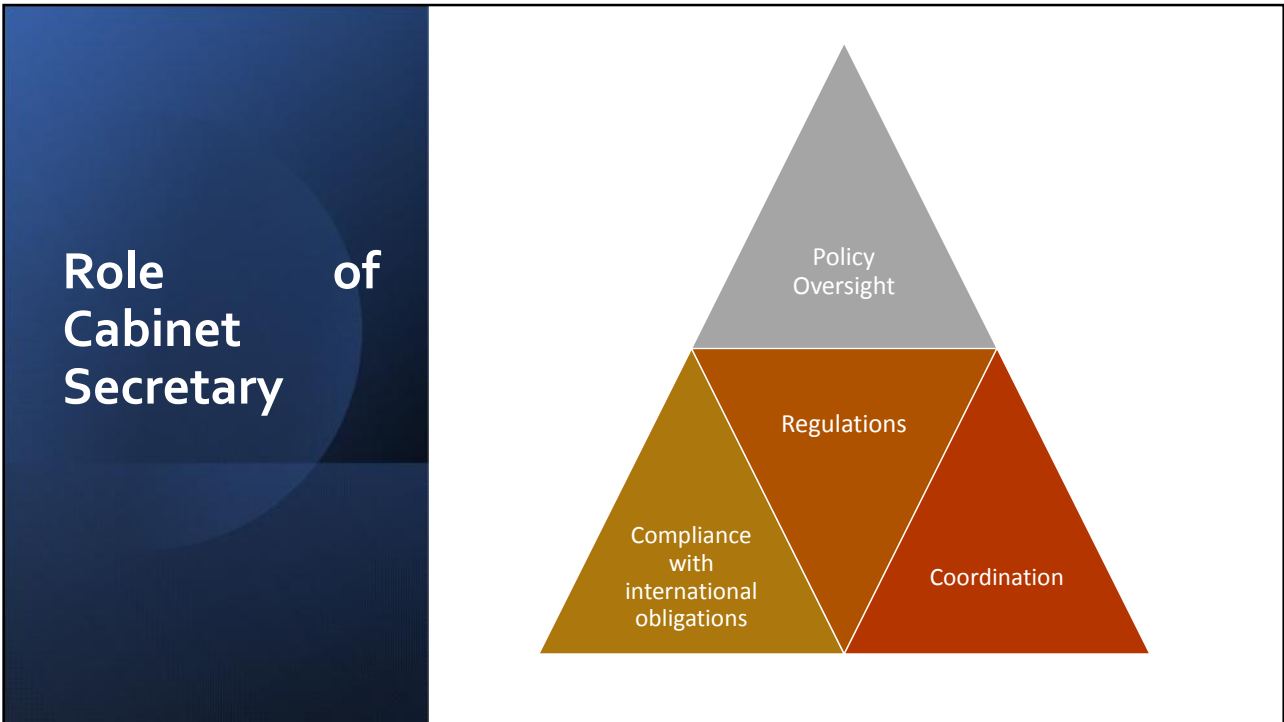 Role of
Cabinet
Secretary
Policy
Oversight
Regulations
Compliance
with
international
obligations
Coordination